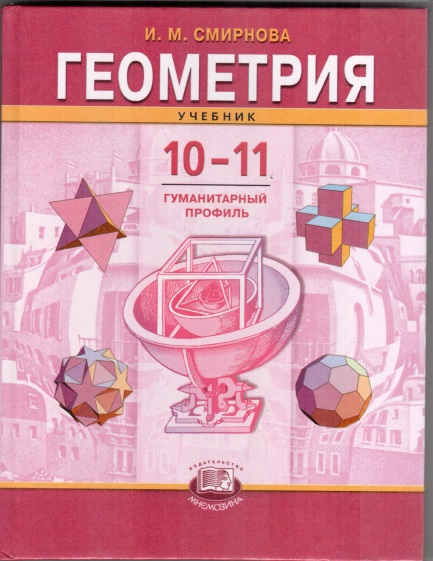 И. М. СМИРНОВА
ГЕОМЕТРИЯ
УЧЕБНИК
10–11
ГУМАНИТАРНЫЙ
ПРОФИЛЬ
ИЗДАТЕЛЬСТВО
МНЕМОЗИНА